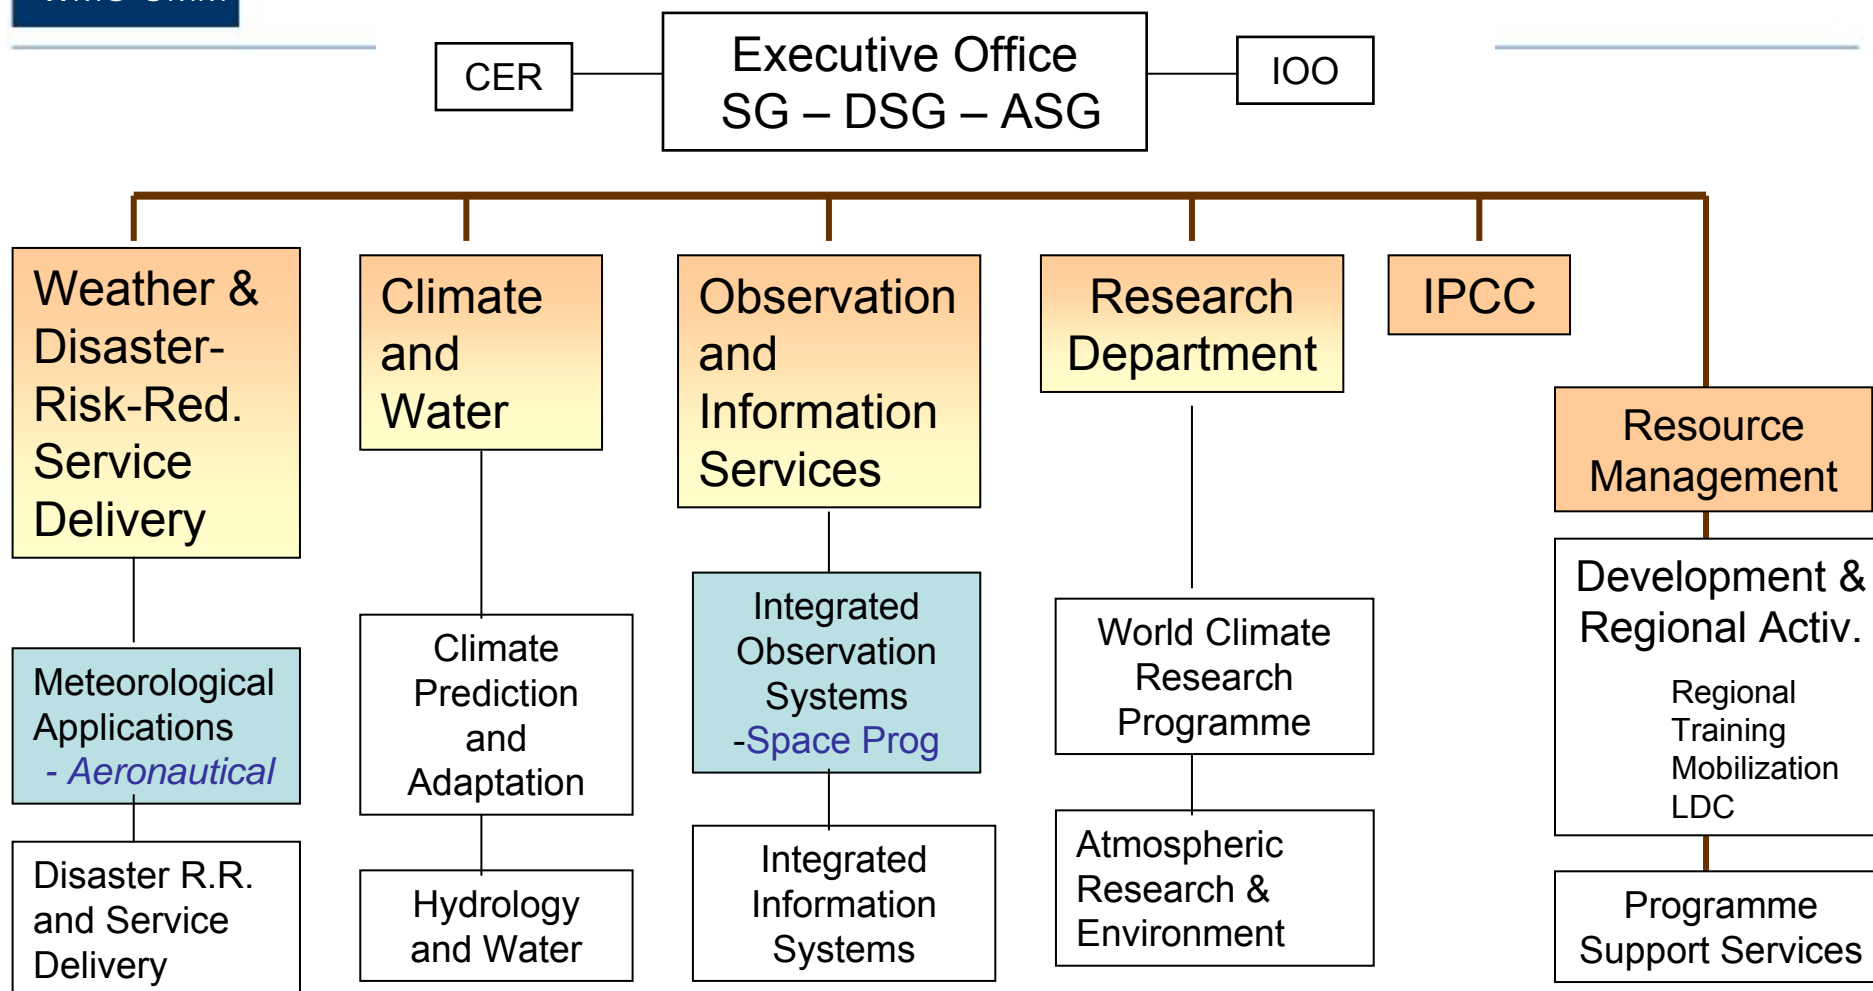 CER
Executive Office
SG – DSG – ASG
IOO
Weather &
Disaster-
Risk-Red.
Service
Delivery
Climate
and
Water
Observation
and
Information
Services
Research
Department
IPCC
Resource
Management
Meteorological
Applications
- Aeronautical
Disaster R.R.
and Service
Delivery
Climate
Prediction
and
Adaptation
Hydrology
and Water
Integrated
Observation
Systems
-Space Prog
Integrated
Information
Systems
World Climate
Research
Programme
Atmospheric
Research &
Environment
Development &
Regional Activ.
Regional
Training
Mobilization
LDC
Programme
Support Services